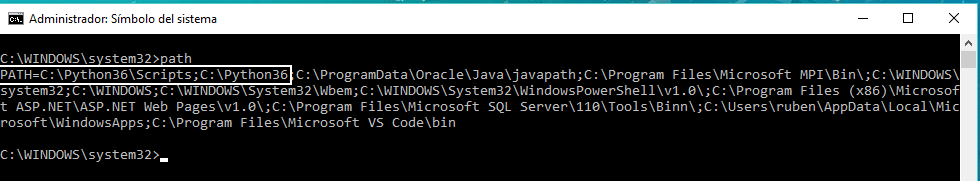 Administrador: Símbolo del sistema
C:\WINDOWS\system32>path
PATH=C:\Python36\Scripts;C:\Python36;C:\ProgramData\Oracle\Java\javapath;C:\Program Files\Microsoft MPI\Bin\;C:\WINDOWS\
system32;C:\WINDOWS;C:\WINDOWS\System32\Wbem;C:\WINDOWS\System32\WindowsPowerShell\v1.0\;C:\Program Files (x86)\Microsof
t ASP.NET\ASP.NET Web Pages\v1.0\;C:\Program Files\Microsoft SQL Server\110\Tools\Binn\;C:\Users\ruben\AppData\Local\Mic
rosoft\WindowsApps;C:\Program Files\Microsoft VS Code\bin
C:\WINDOWS\system32>